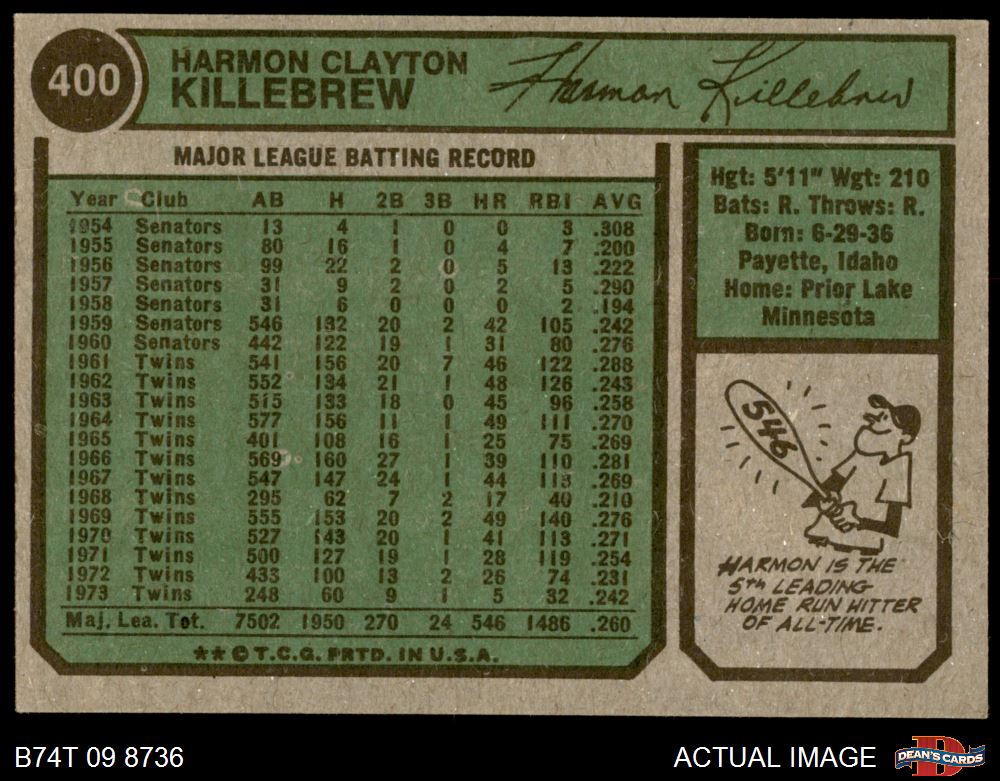 400
HARMON CLAYTON
KILLEBREW
Harmon Killebrew
MAJOR LEAGUE BATTING RECORD
Year Club AB H 2B 3B HR RBI AVG
1954 Senators 13 4 1 0 0 3 .308
1955 Senators 80 16 1 0 4 7 .200
1956 Senators 99 22 2 0 5 13 .222
1957 Senators 31 9 2 0 2 5 .290
1958 Senators 31 6 0 0 0 2 .194
1959 Senators 546 132 20 2 42 105 .242
1960 Senators 442 122 19 1 31 80 .276
1961 Twins 541 156 20 7 46 122 .288
1962 Twins 552 134 21 1 48 126 .243
1963 Twins 515 133 18 0 45 96 .258
1964 Twins 577 156 11 1 49 111 .270
1965 Twins 401 108 16 1 25 75 .269
1966 Twins 569 160 27 1 39 110 .281
1967 Twins 547 147 24 1 44 113 .269
1968 Twins 295 62 7 2 17 40 .210
1969 Twins 555 153 20 2 49 140 .276
1970 Twins 527 143 20 1 41 113 .271
1971 Twins 500 127 19 1 28 119 .254
1972 Twins 433 100 13 2 26 74 .231
1973 Twins 248 60 9 1 5 32 .242
Maj. Lea. Tot. 7502 1950 270 24 546 1486 .260
** © T.C.G. PRTD. IN U.S.A.
Hgt: 5'11" Wgt: 210
Bats: R. Throws: R.
Born: 6-29-36
Payette, Idaho
Home: Prior Lake
Minnesota
546
HARMON IS THE
5TH LEADING
HOME RUN HITTER
OF ALL-TIME.
B74T 09 8736
ACTUAL IMAGE
D
DEAN'S CARDS